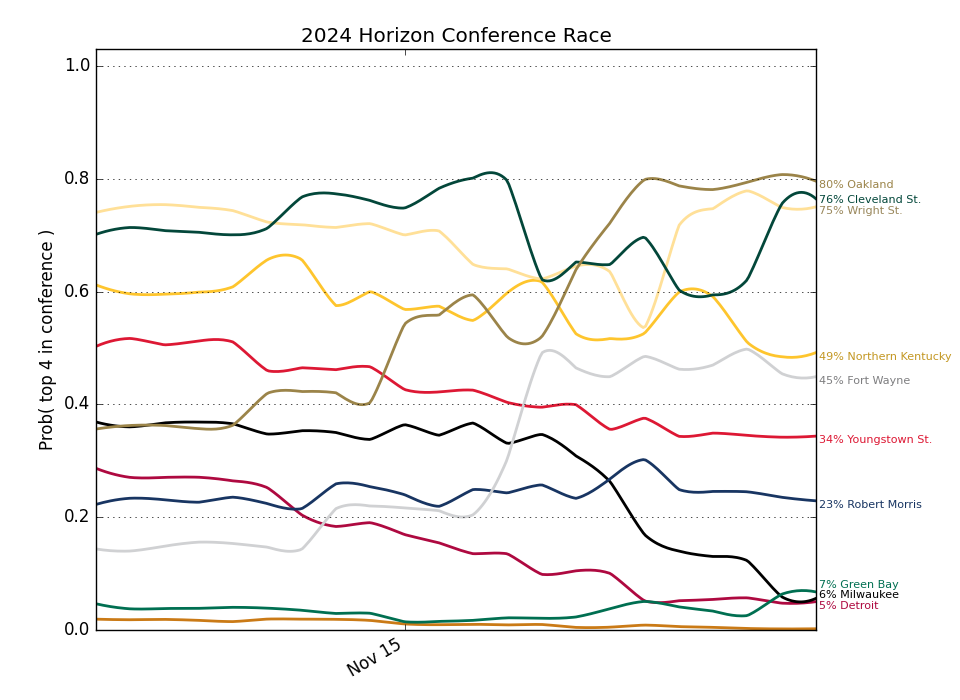 2024 Horizon Conference Race
1.0
0.8
0.6
0.4
0.2
0.0
Prob( top 4 in conference )
Nov 15
80% Oakland
76% Cleveland St.
75% Wright St.
49% Northern Kentucky
45% Fort Wayne
34% Youngstown St.
23% Robert Morris
7% Green Bay
6% Milwaukee
5% Detroit